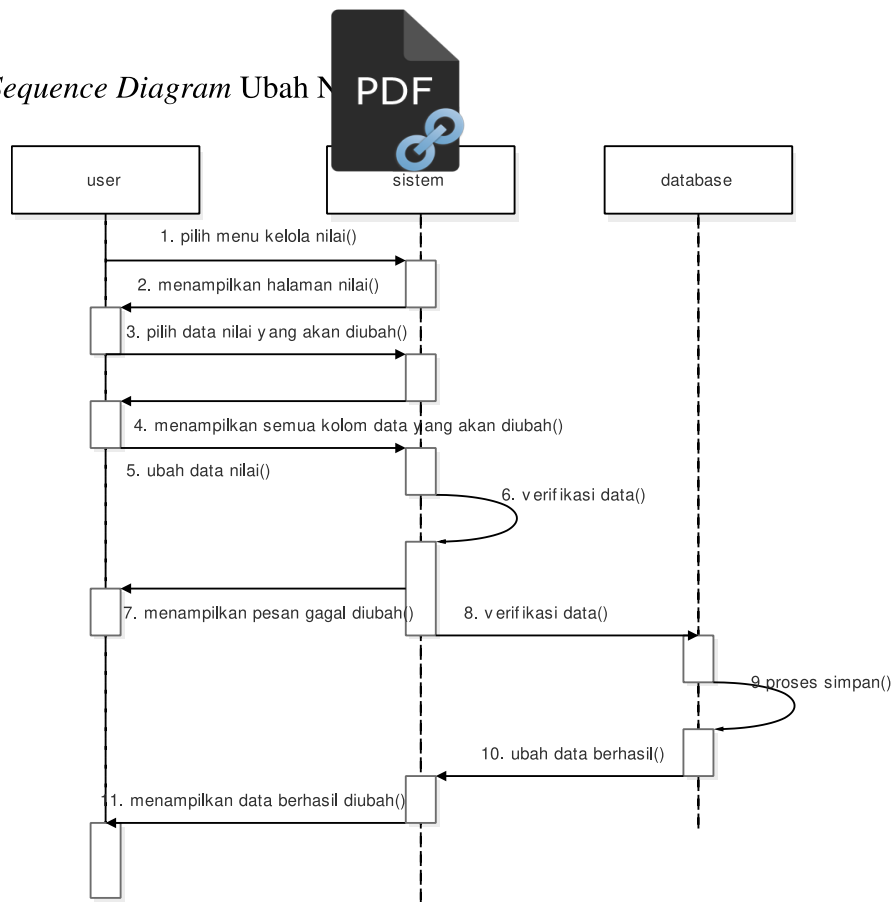 Sequence Diagram Ubah
PDF
user
sistem
database
1. pilih menu kelola nilai()
2. menampilkan halaman nilai()
3. pilih data nilai yang akan diubah()
4. menampilkan semua kolom data yang akan diubah()
5. ubah data nilai()
6. verifikasi data()
7. menampilkan pesan gagal diubah()
8. verifikasi data()
9 proses simpan()
10. ubah data berhasil()
11. menampilkan data berhasil diubah()